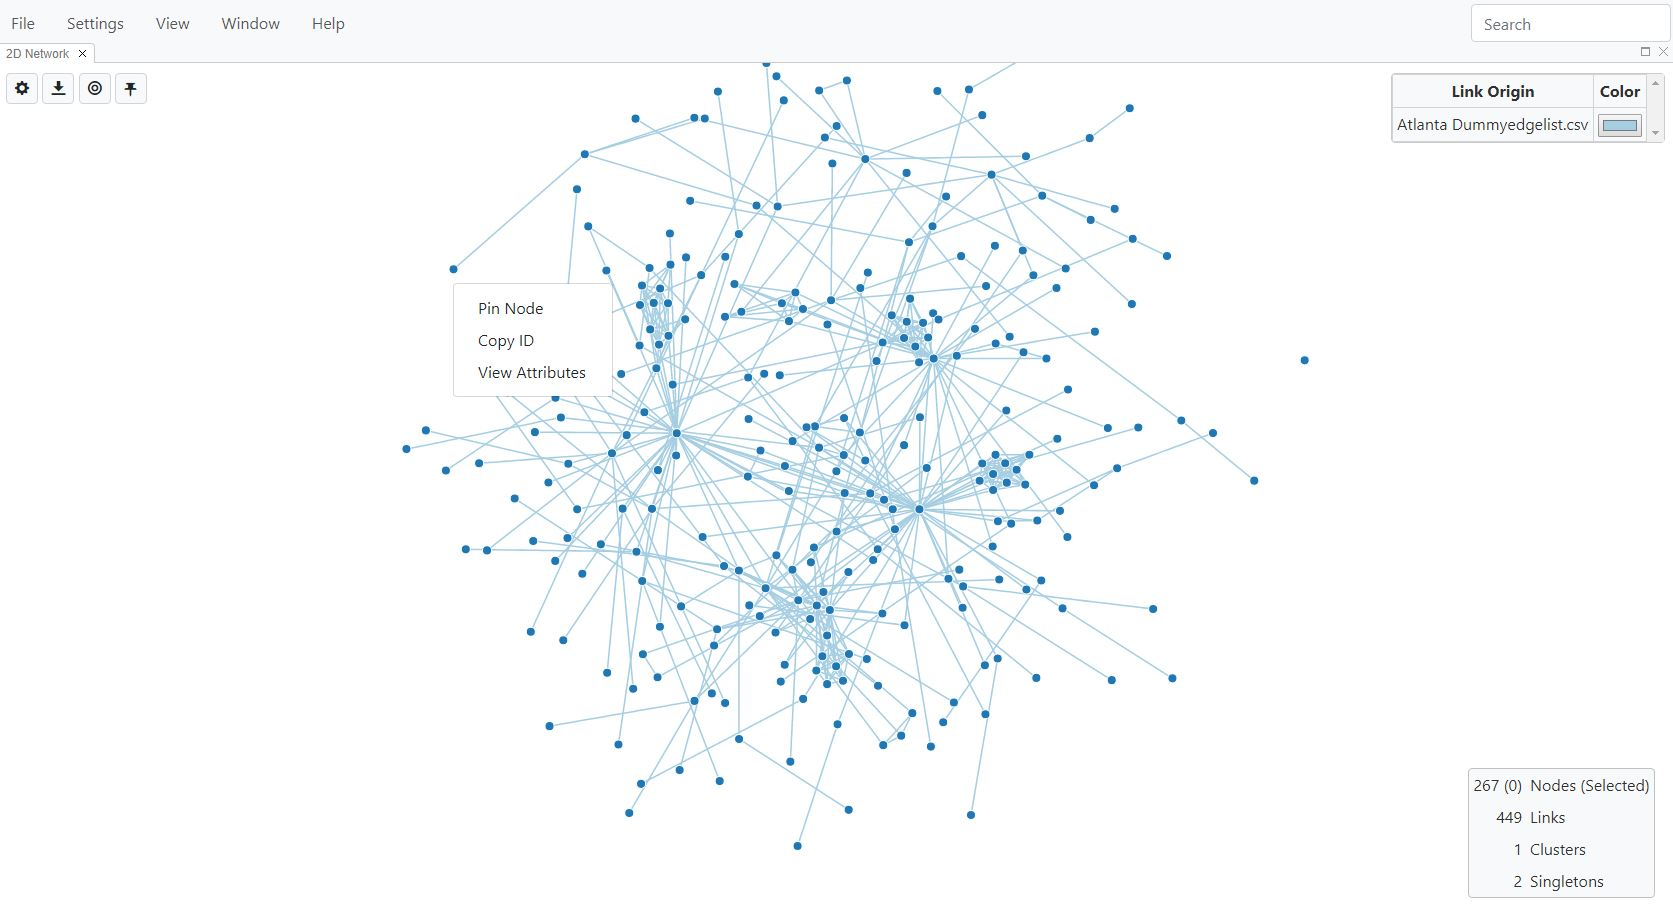 File Settings View Window Help Search
2D Network ×
Link Origin Color
Atlanta Dummyedgelist.csv
Pin Node
Copy ID
View Attributes
267 (0) Nodes (Selected)
449 Links
1 Clusters
2 Singletons